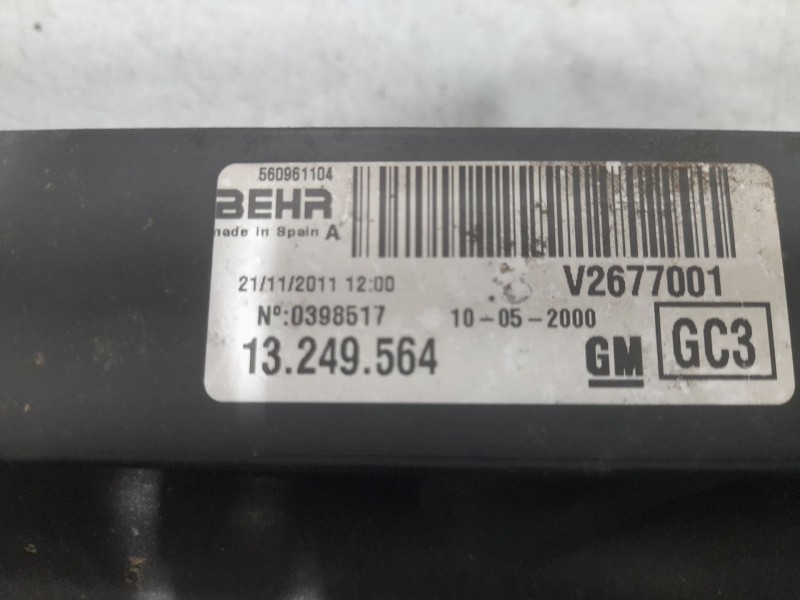 560961104
BEHR
made in Spain A
21/11/2011 12:00
V2677001
Nº:0398517
10-05-2000
13.249.564
GM
GC3